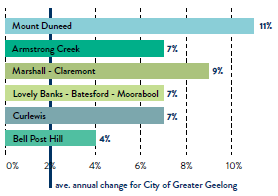 Mount Duneed 11%
Armstrong Creek 7%
Marshall - Claremont 9%
Lovely Banks - Batesford - Moorabool 7%
Curlewis 7%
Bell Post Hill 4%
0% 2% 4% 6% 8% 10%
ave. annual change for City of Greater Geelong